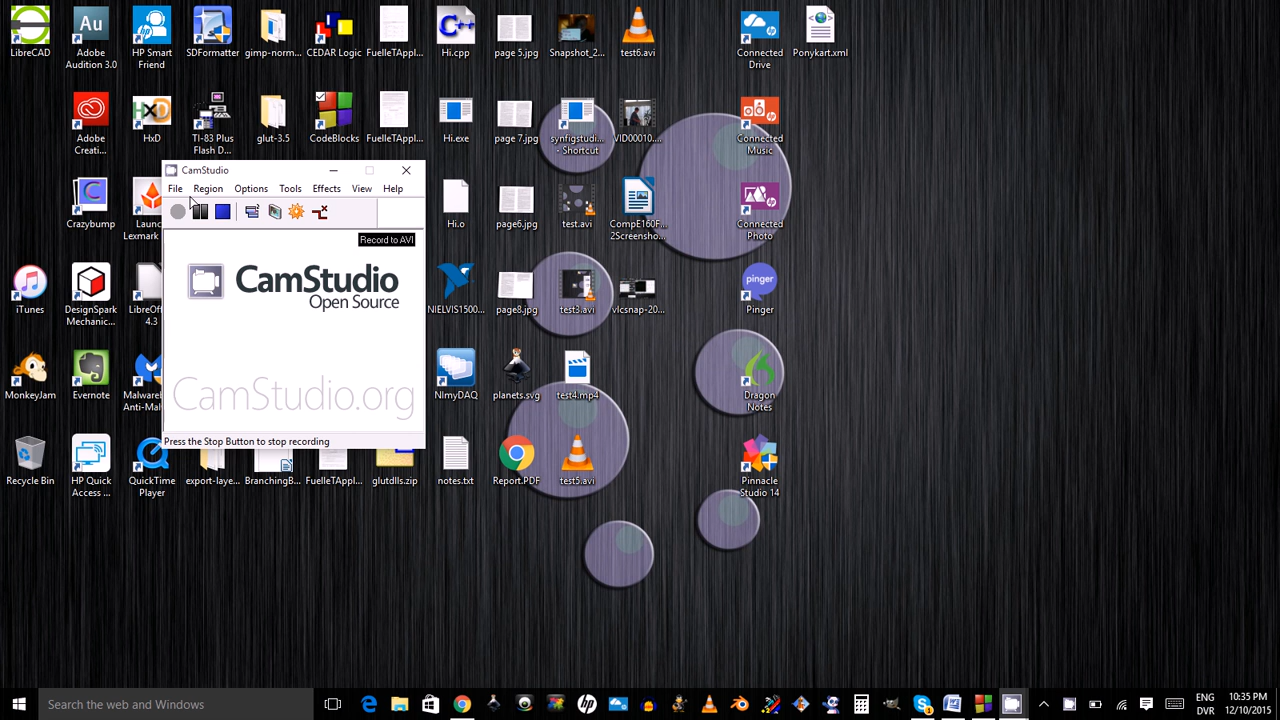 LibreCAD
Au
Adobe
Audition 3.0
HP Smart
Friend
SDFormatter
gimp-norm...
CEDAR Logic
FuelleTAppl...
Hi.cpp
page 5.jpg
Snapshot_2...
test6.avi
Connected
Drive
Ponykart.xml
Adobe
Creati...
HxD
TI-83 Plus
Flash D...
glut-3.5
CodeBlocks
FuelleTAppl...
Hi.exe
page 7.jpg
synfigstudi...
- Shortcut
VID00010...
Connected
Music
CamStudio
File
Region
Options
Tools
Effects
View
Help
Record to AVI
CamStudio
Open Source
CamStudio.org
Press the Stop Button to stop recording
Crazybump
Launc
Lexmark
Hi.o
page6.jpg
test.avi
CompE160F...
2Screensho...
Connected
Photo
iTunes
DesignSpark
Mechanic...
LibreOff
4.3
NIELVIS1500...
page8.jpg
test3.avi
vlcsnap-20...
pinger
Pinger
MonkeyJam
Evernote
Malwareb
Anti-Mal
NImyDAQ
planets.svg
test4.mp4
Dragon
Notes
Recycle Bin
HP Quick
Access ...
QuickTime
Player
export-laye...
BranchingB...
FuelleTAppl...
glutdlls.zip
notes.txt
Report.PDF
test5.avi
Pinnacle
Studio 14
Search the web and Windows
ENG
DVR
10:35 PM
12/10/2015